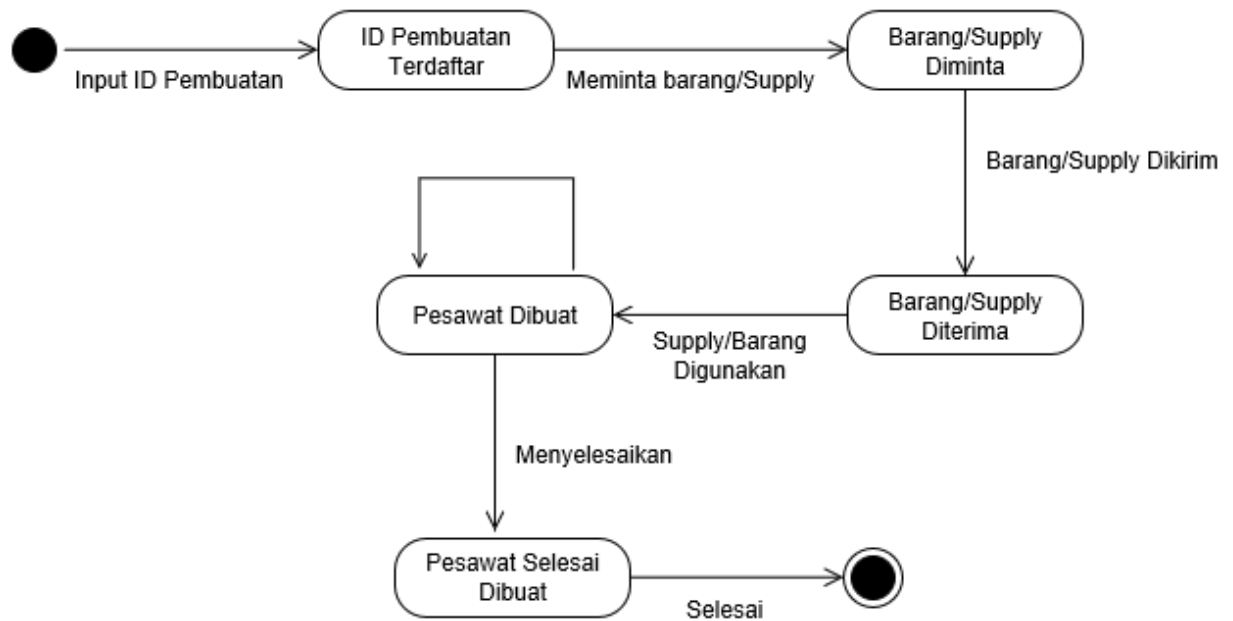 ID Pembuatan
Terdaftar
Barang/Supply
Diminta
Input ID Pembuatan
Meminta barang/Supply
Barang/Supply Dikirim
Pesawat Dibuat
Barang/Supply
Diterima
Supply/Barang
Digunakan
Menyelesaikan
Pesawat Selesai
Dibuat
Selesai